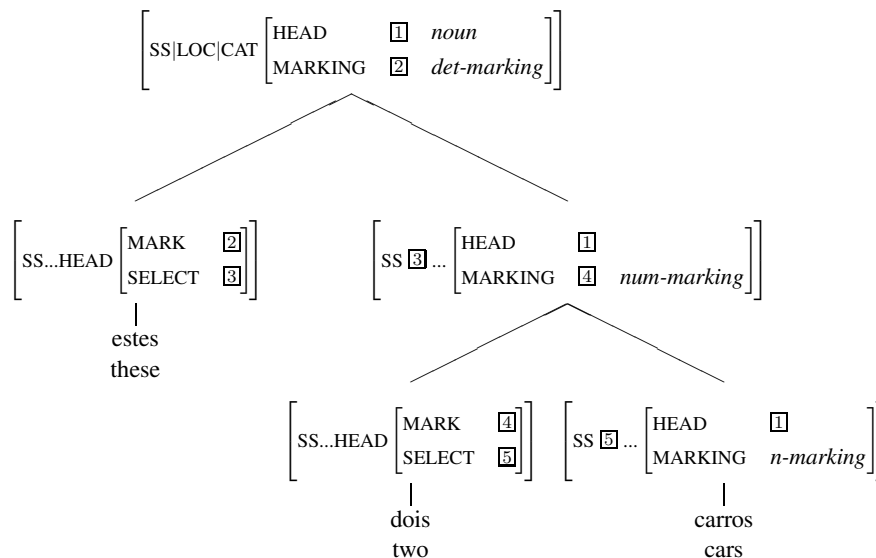 SS|LOC|CAT HEAD 1 noun
MARKING 2 det-marking
SS...HEAD MARK 2
SELECT 3
SS 3 ... HEAD 1
MARKING 4 num-marking
estes
these
SS...HEAD MARK 4
SELECT 5
SS 5 ... HEAD 1
MARKING n-marking
dois
two
carros
cars